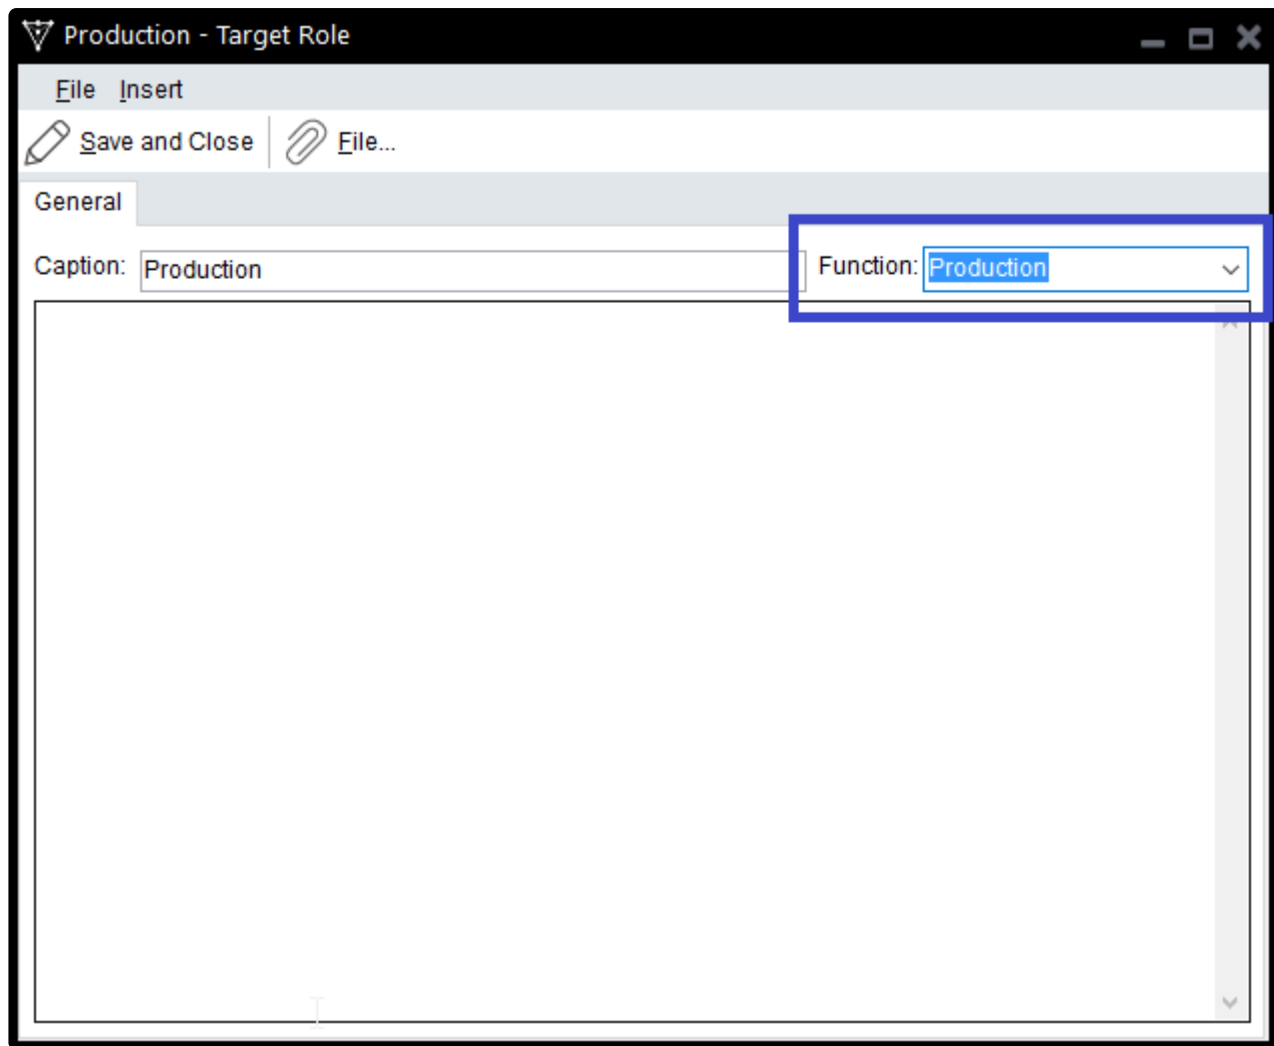 Production - Target Role
File Insert
Save and Close File...
General
Caption: Production Function: Production